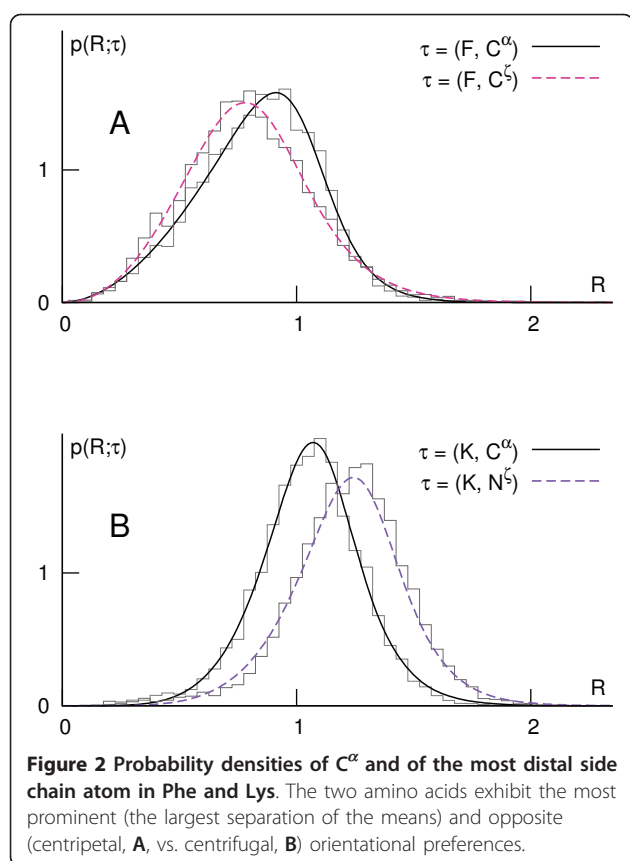 p(R;τ)
τ = (F, Cα)
τ = (F, Cζ)
A
1
0
0
1
2
R
p(R;τ)
τ = (K, Cα)
τ = (K, Nζ)
B
1
0
0
1
2
R
Figure 2 Probability densities of Cα and of the most distal side
chain atom in Phe and Lys. The two amino acids exhibit the most
prominent (the largest separation of the means) and opposite
(centripetal, A, vs. centrifugal, B) orientational preferences.